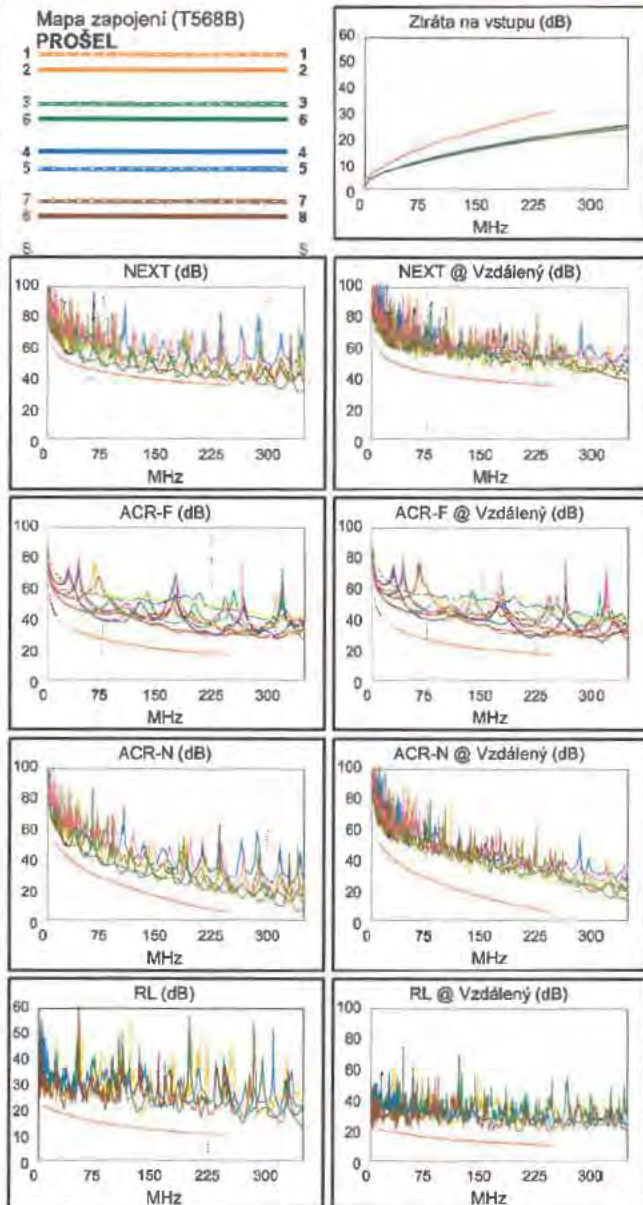 Mapa zapojení (T568B)
PROŠEL
1 1
2 2
3 3
6 6
4 4
5 5
7 7
6 8
S S
Ztráta na vstupu (dB)
60
50
40
30
20
10
0
0 75 150 225 300
MHz
NEXT (dB)
100
80
60
40
20
0
0 75 150 225 300
MHz
NEXT @ Vzdálený (dB)
100
80
60
40
20
0
0 75 150 225 300
MHz
ACR-F (dB)
100
80
60
40
20
0
0 75 150 225 300
MHz
ACR-F @ Vzdálený (dB)
100
80
60
40
20
0
0 75 150 225 300
MHz
ACR-N (dB)
100
80
60
40
20
0
0 75 150 225 300
MHz
ACR-N @ Vzdálený (dB)
100
80
60
40
20
0
0 75 150 225 300
MHz
RL (dB)
60
50
40
30
20
10
0
0 75 150 225 300
MHz
RL @ Vzdálený (dB)
100
80
60
40
20
0
0 75 150 225 300
MHz